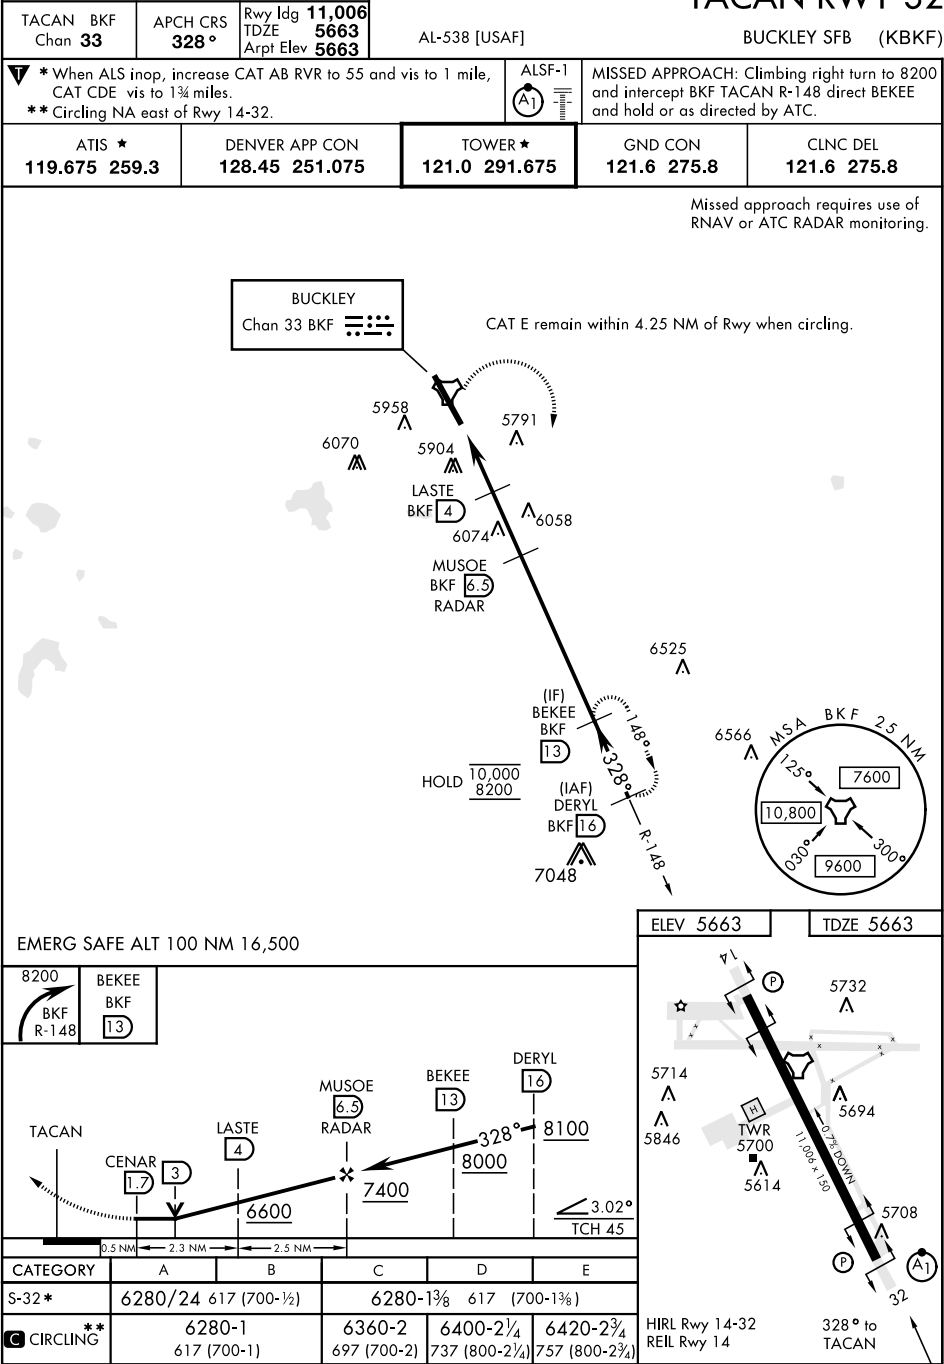 TACAN RWY 32
TACAN BKF
Chan 33
APCH CRS
328°
Rwy ldg 11,006
TDZE 5663
Arpt Elev 5663
AL-538 [USAF]
BUCKLEY SFB (KBKF)
T
* When ALS inop, increase CAT AB RVR to 55 and vis to 1 mile,
CAT CDE vis to 1¾ miles.
** Circling NA east of Rwy 14-32.
ALSF-1
A1
MISSED APPROACH: Climbing right turn to 8200
and intercept BKF TACAN R-148 direct BEKEE
and hold or as directed by ATC.
ATIS ★
119.675 259.3
DENVER APP CON
128.45 251.075
TOWER ★
121.0 291.675
GND CON
121.6 275.8
CLNC DEL
121.6 275.8
Missed approach requires use of
RNAV or ATC RADAR monitoring.
BUCKLEY
Chan 33 BKF
CAT E remain within 4.25 NM of Rwy when circling.
5958
5791
6070
5904
LASTE
BKF 4
6058
6074
MUSOE
BKF 6.5
RADAR
6525
(IF)
BEKEE
BKF
13
148°
328°
HOLD 10,000
8200
(IAF)
DERYL
BKF 16
R-148
7048
6566
MSA BKF 25 NM
125°
7600
10,800
030°
300°
9600
EMERG SAFE ALT 100 NM 16,500
8200
BKF
R-148
BEKEE
BKF
13
TACAN
CENAR
1.7
3
LASTE
4
MUSOE
6.5
RADAR
BEKEE
13
DERYL
16
328°
8100
8000
7400
6600
3.02°
TCH 45
0.5 NM
2.3 NM
2.5 NM
CATEGORY A B C D E
S-32* 6280/24 617 (700-½) 6280-1⅜ 617 (700-1⅜)
C CIRCLING** 6280-1 6360-2 6400-2¼ 6420-2¾
617 (700-1) 697 (700-2) 737 (800-2¼) 757 (800-2¾)
ELEV 5663
TDZE 5663
14
P
5732
5714
5846
H
5694
TWR
5700
5614
0.7% DOWN
11,006 x 150
5708
P
A1
32
HIRL Rwy 14-32
REIL Rwy 14
328° to
TACAN